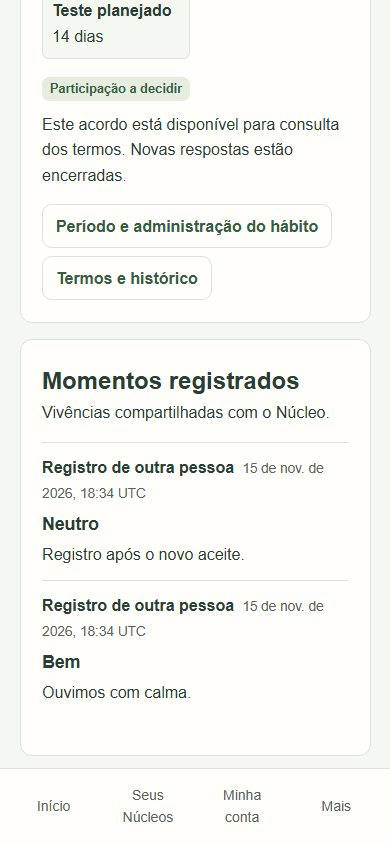 Teste planejado
14 dias
Participação a decidir
Este acordo está disponível para consulta
dos termos. Novas respostas estão
encerradas.
Período e administração do hábito
Termos e histórico
Momentos registrados
Vivências compartilhadas com o Núcleo.
Registro de outra pessoa 15 de nov. de
2026, 18:34 UTC
Neutro
Registro após o novo aceite.
Registro de outra pessoa 15 de nov. de
2026, 18:34 UTC
Bem
Ouvimos com calma.
Início
Seus
Núcleos
Minha
conta
Mais